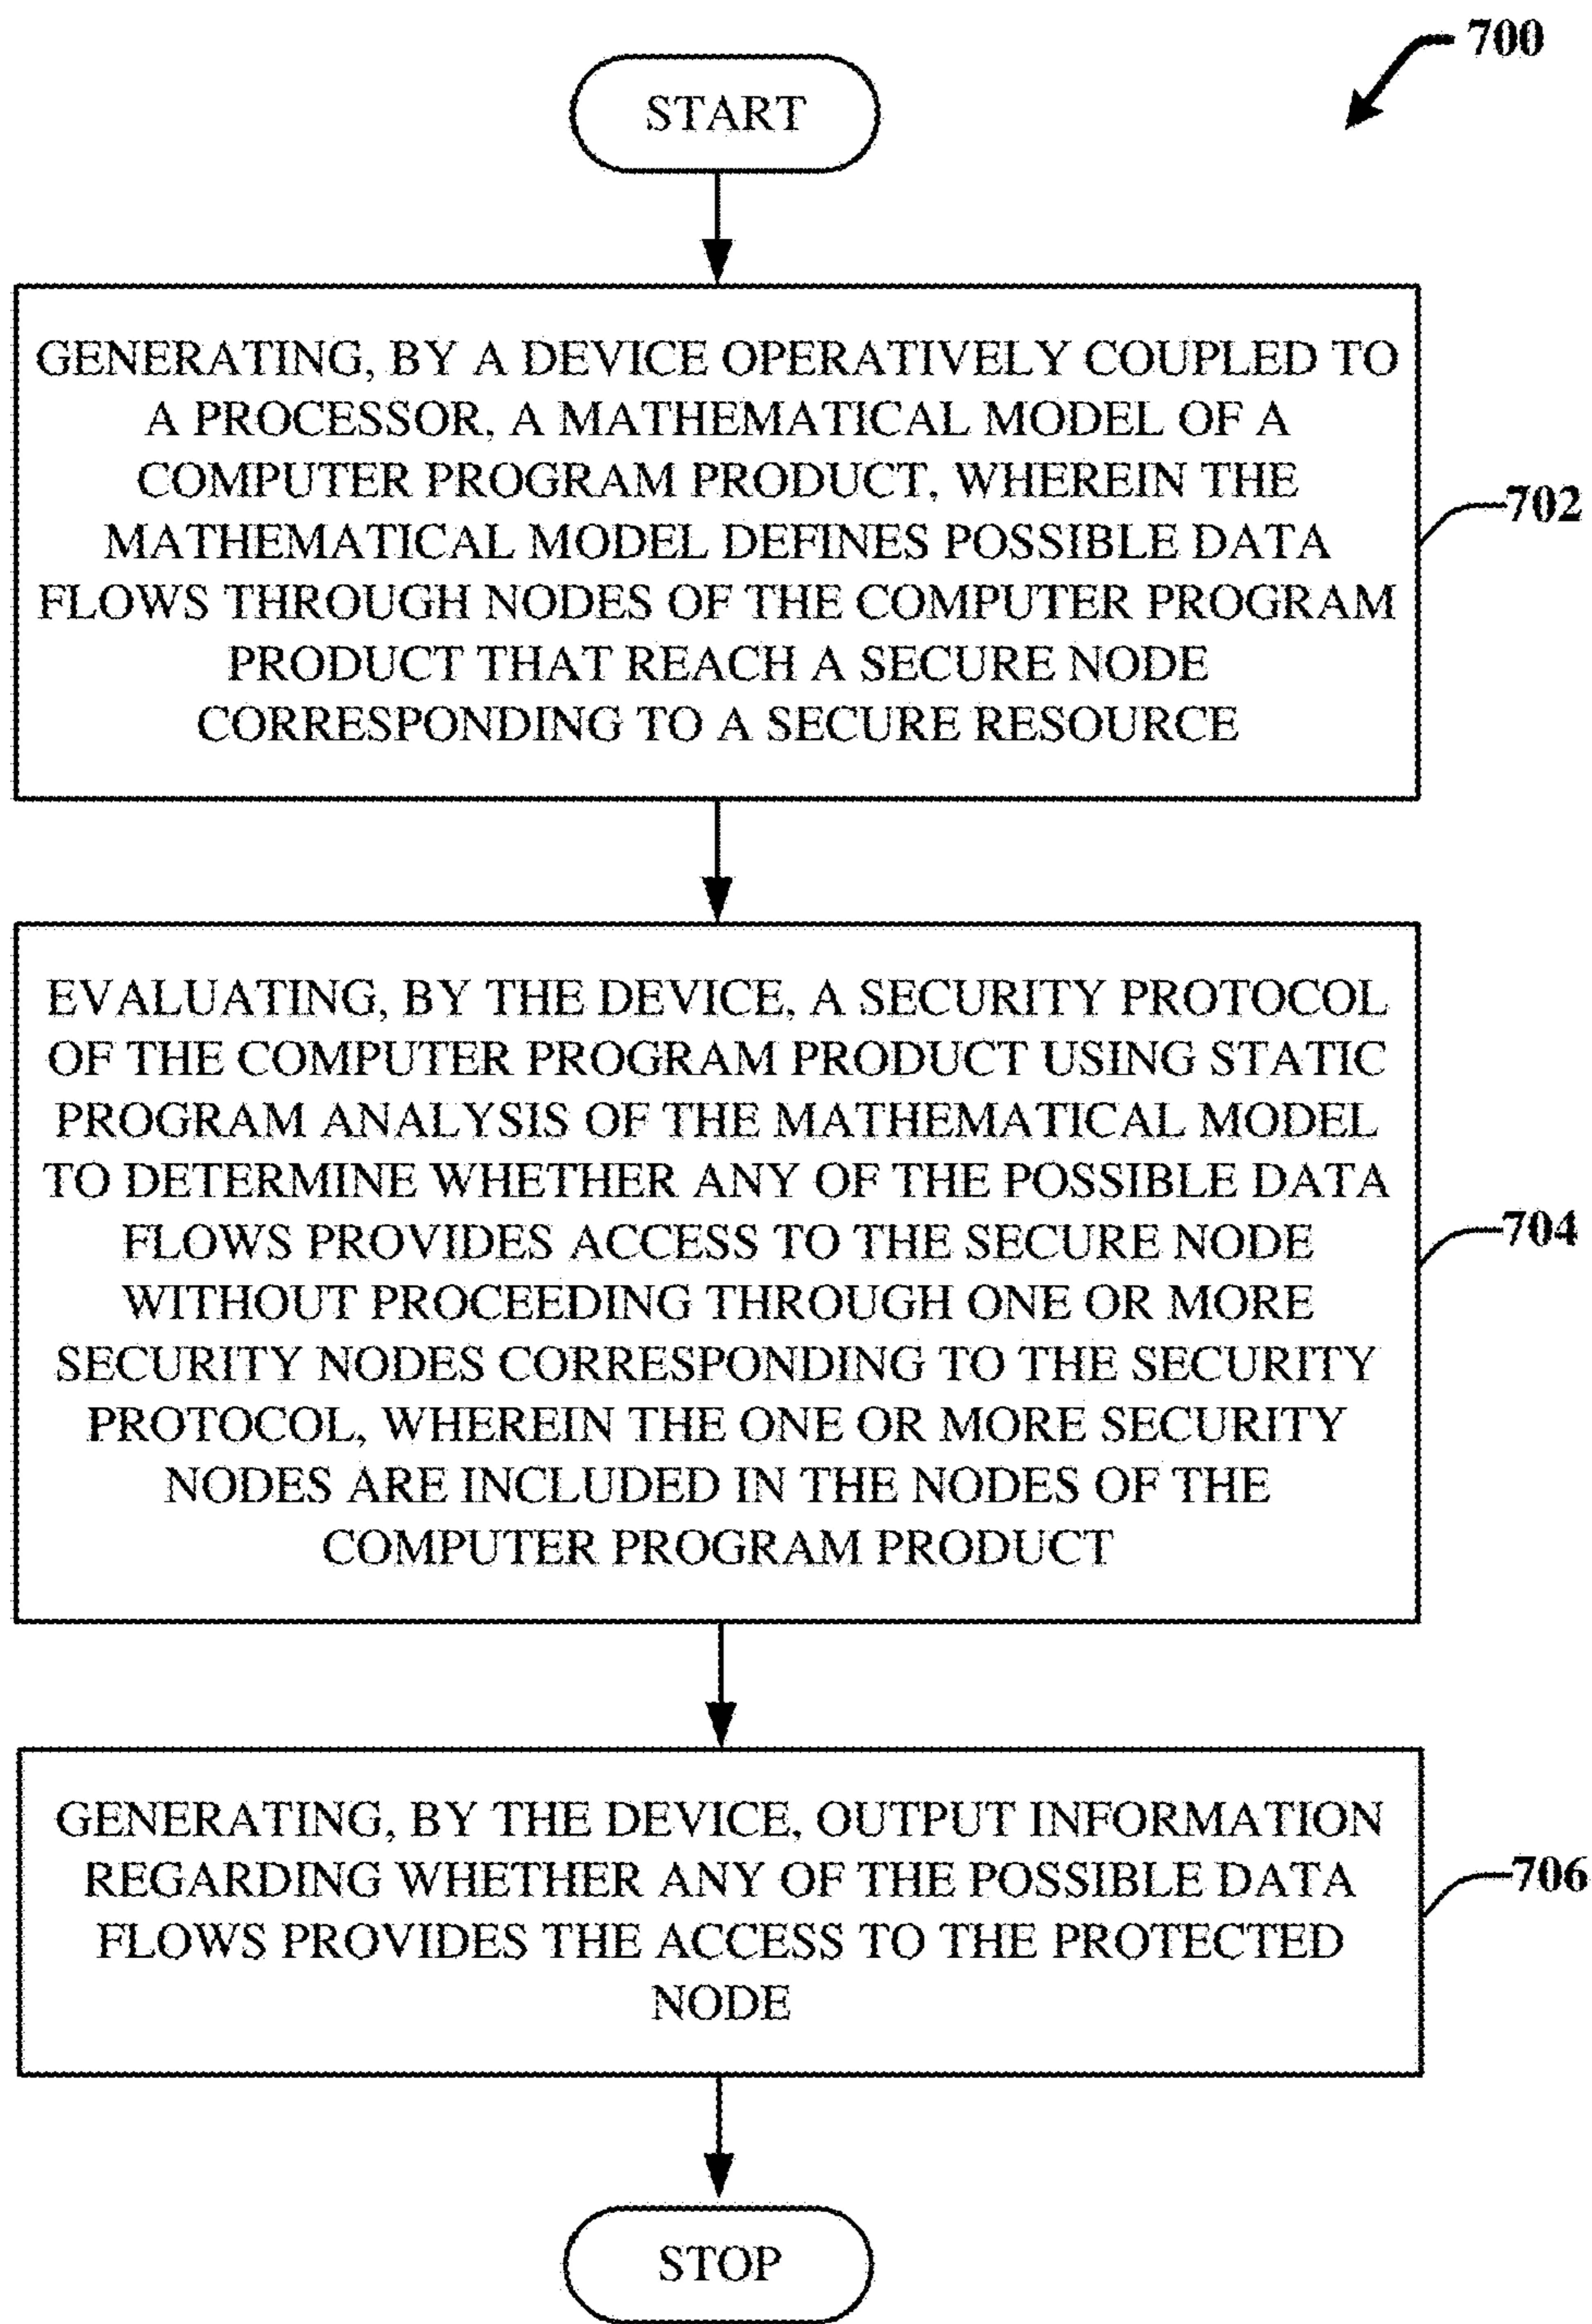 700
START
GENERATING, BY A DEVICE OPERATIVELY COUPLED TO
A PROCESSOR, A MATHEMATICAL MODEL OF A
COMPUTER PROGRAM PRODUCT, WHEREIN THE
MATHEMATICAL MODEL DEFINES POSSIBLE DATA
FLOWS THROUGH NODES OF THE COMPUTER PROGRAM
PRODUCT THAT REACH A SECURE NODE
CORRESPONDING TO A SECURE RESOURCE
702
EVALUATING, BY THE DEVICE, A SECURITY PROTOCOL
OF THE COMPUTER PROGRAM PRODUCT USING STATIC
PROGRAM ANALYSIS OF THE MATHEMATICAL MODEL
TO DETERMINE WHETHER ANY OF THE POSSIBLE DATA
FLOWS PROVIDES ACCESS TO THE SECURE NODE
WITHOUT PROCEEDING THROUGH ONE OR MORE
SECURITY NODES CORRESPONDING TO THE SECURITY
PROTOCOL, WHEREIN THE ONE OR MORE SECURITY
NODES ARE INCLUDED IN THE NODES OF THE
COMPUTER PROGRAM PRODUCT
704
GENERATING, BY THE DEVICE, OUTPUT INFORMATION
REGARDING WHETHER ANY OF THE POSSIBLE DATA
FLOWS PROVIDES THE ACCESS TO THE PROTECTED
NODE
706
STOP